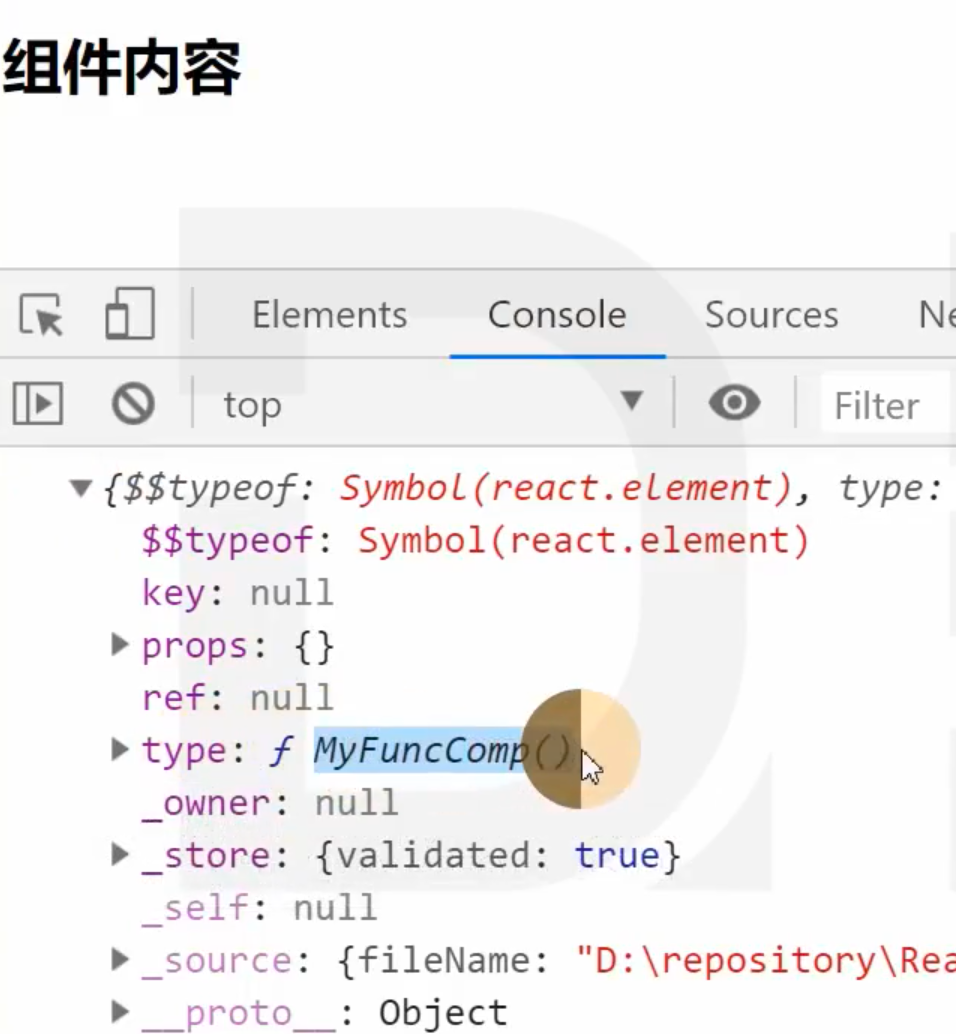 组件内容
Elements Console Sources Ne
top Filter
{$$typeof: Symbol(react.element), type:
$$typeof: Symbol(react.element)
key: null
props: {}
ref: null
type: ƒ MyFuncComp()
_owner: null
_store: {validated: true}
_self: null
_source: {fileName: "D:\repository\Rea
__proto__: Object